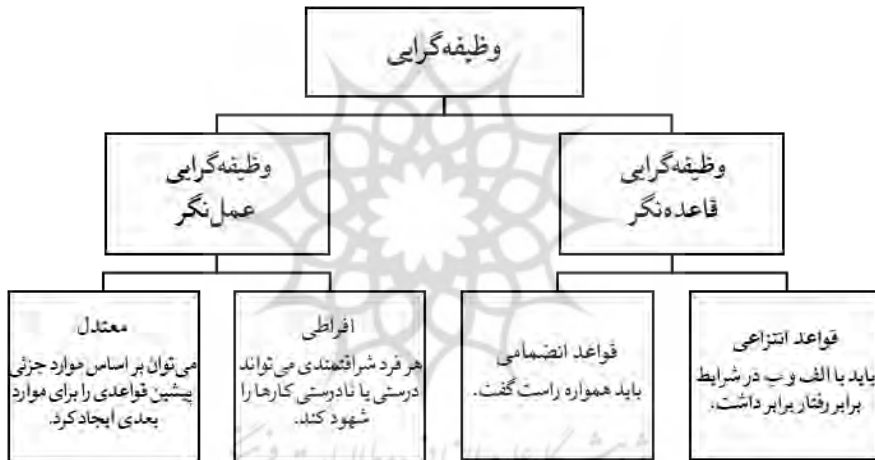 وظیفه‌گرایی
وظیفه‌گرایی
قاعده‌نگر
وظیفه‌گرایی
عمل‌نگر
قواعد انتزاعی
باید با الف و ب در شرایط
برابر رفتار برابر داشت.
قواعد انضمامی
باید همواره راست گفت.
افراطی
هر فرد شرافتمندی می‌تواند
درستی یا نادرستی کارها را
شهود کند.
معتدل
می‌توان بر اساس موارد جزئی
پیشین قواعدی را برای موارد
بعدی ایجاد کرد.